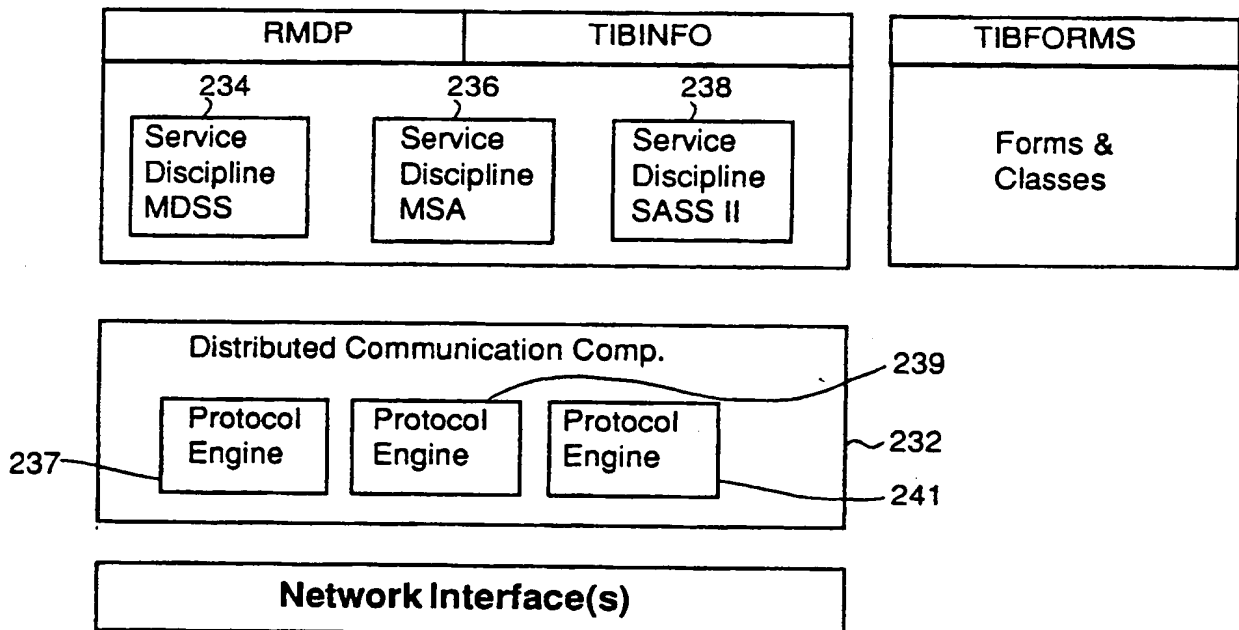 RMDP TIBINFO TIBFORMS
234 236 238
Service
Discipline
MDSS
Service
Discipline
MSA
Service
Discipline
SASS II
Forms &
Classes
Distributed Communication Comp.
239
Protocol
Engine
Protocol
Engine
Protocol
Engine
232
237
241
Network Interface(s)